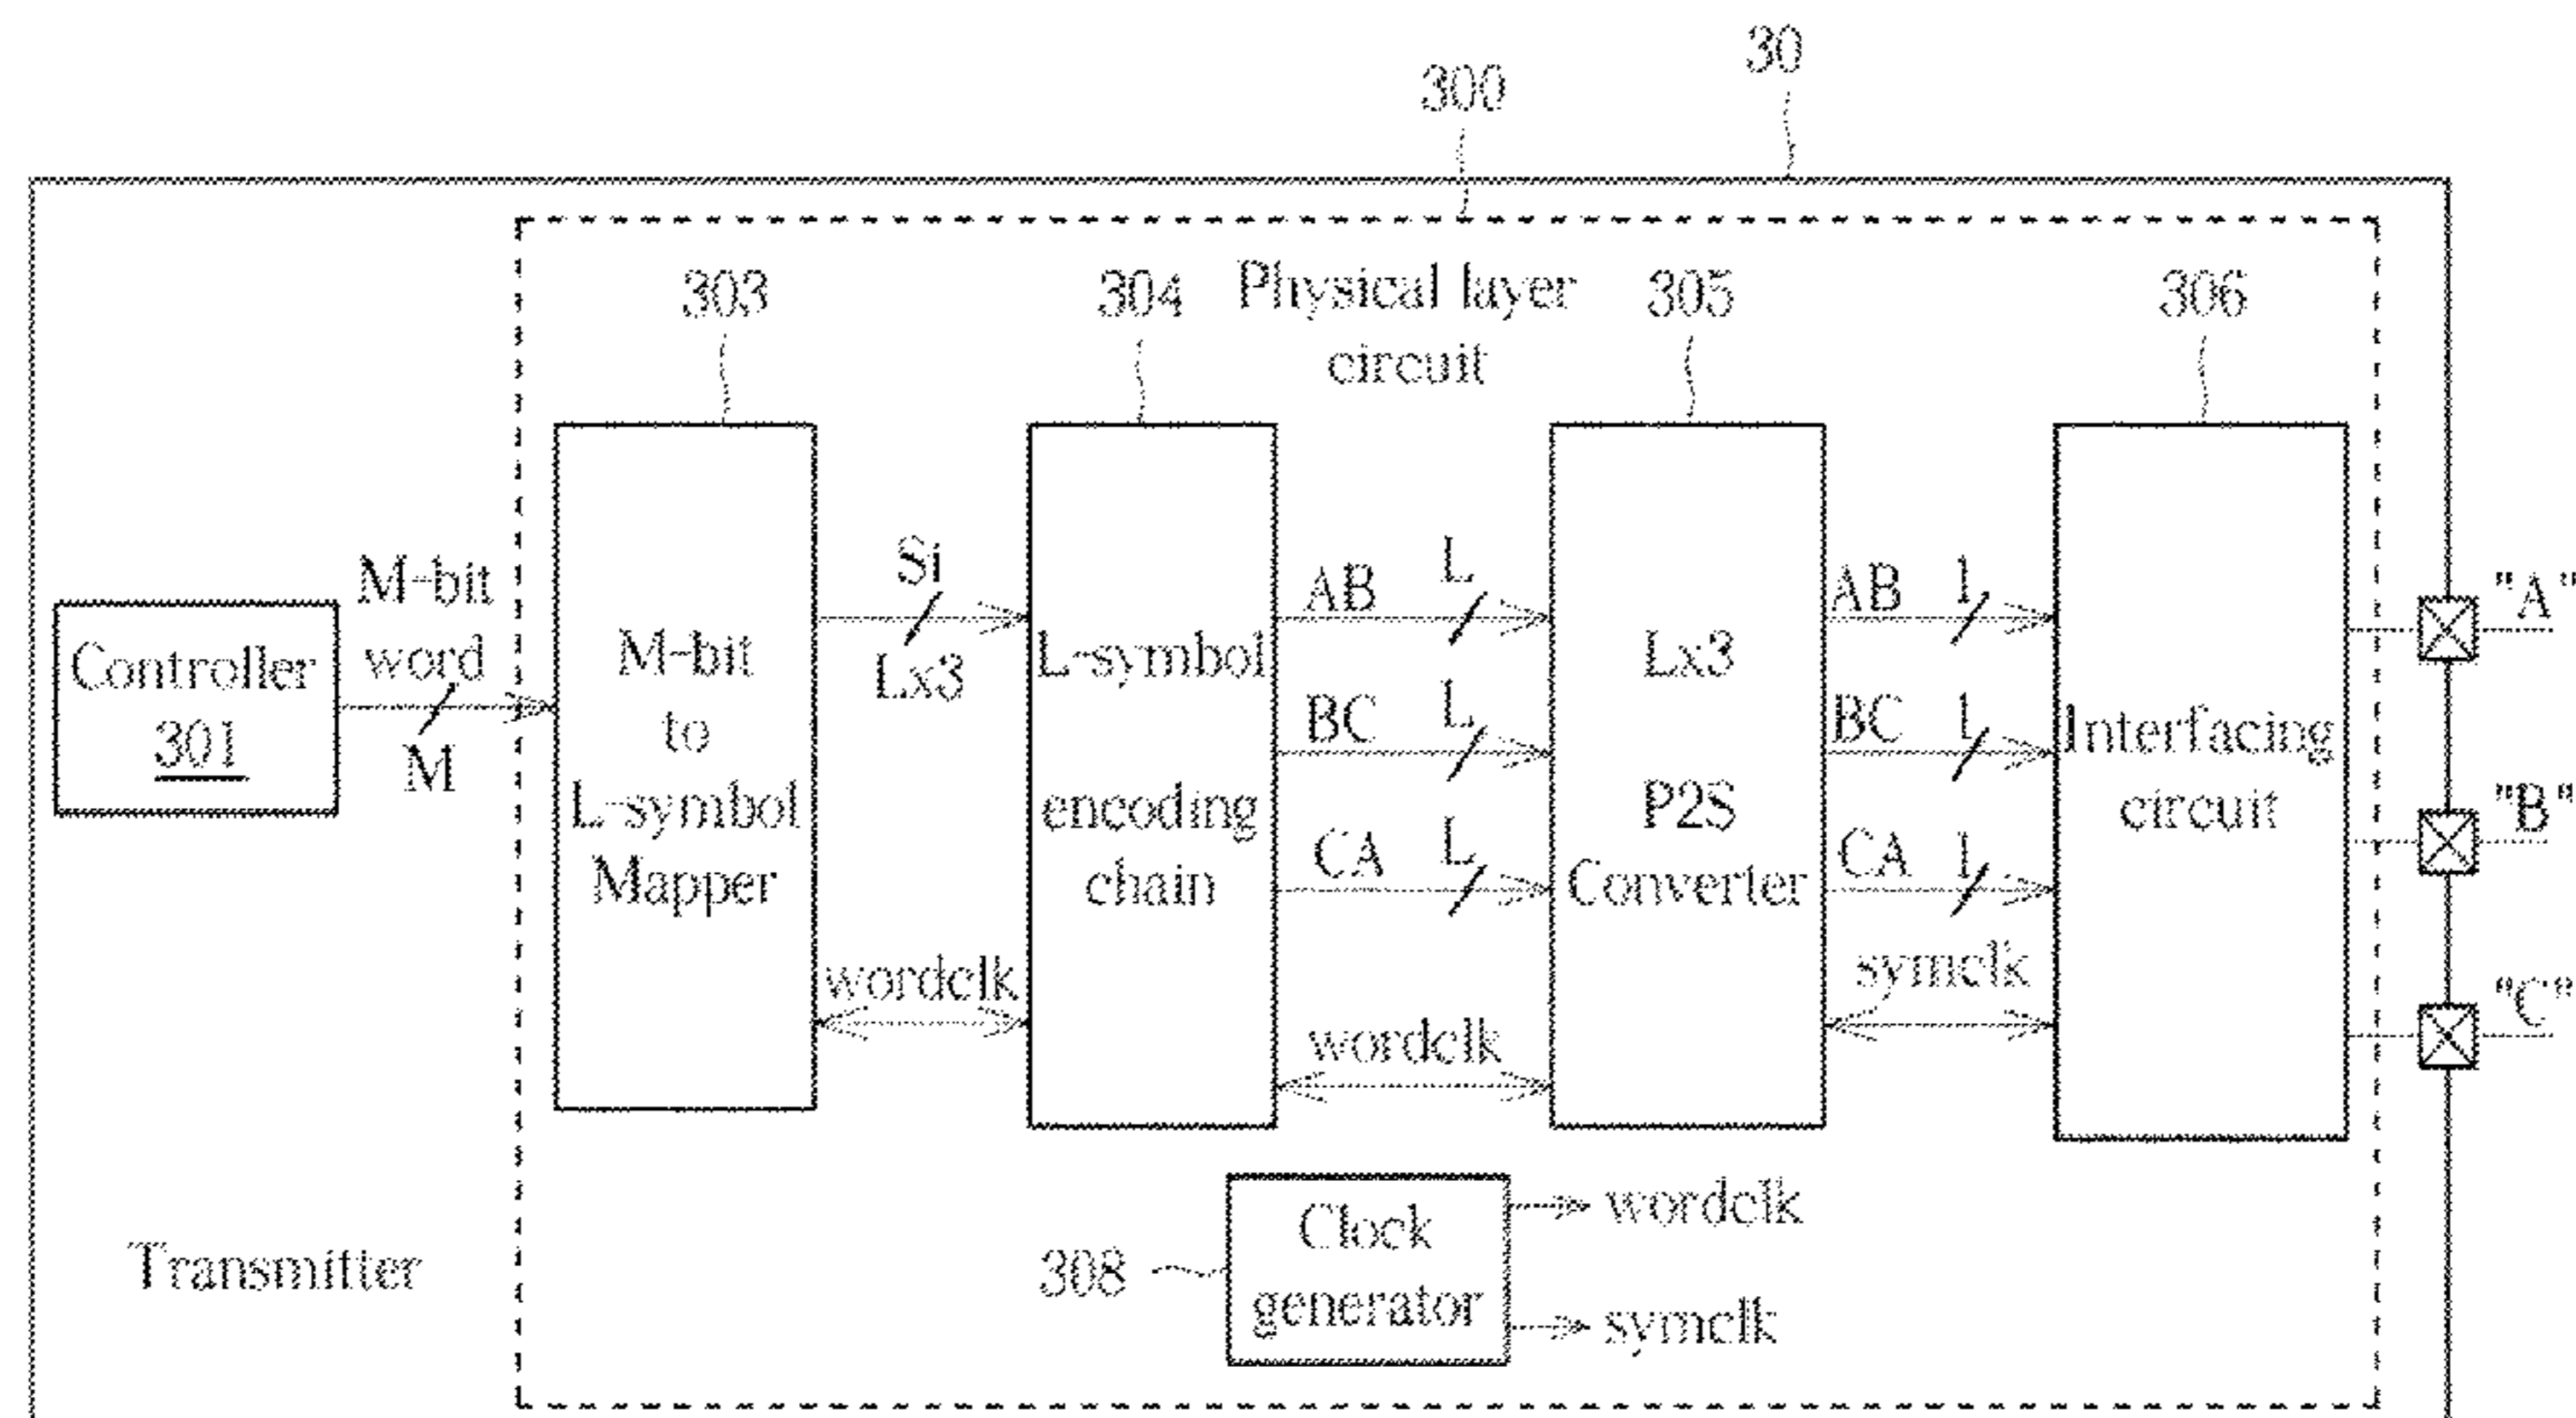 30
300
303
304
Physical layer
circuit
305
306
Controller
301
M-bit
word
M
M-bit
to
L-symbol
Mapper
Si
Lx3
wordclk
L-symbol
encoding
chain
AB
L
BC
L
CA
L
wordclk
Lx3
P2S
Converter
AB
1
BC
1
CA
1
symclk
Interfacing
circuit
"A"
"B"
"C"
Transmitter
308
Clock
generator
wordclk
symclk